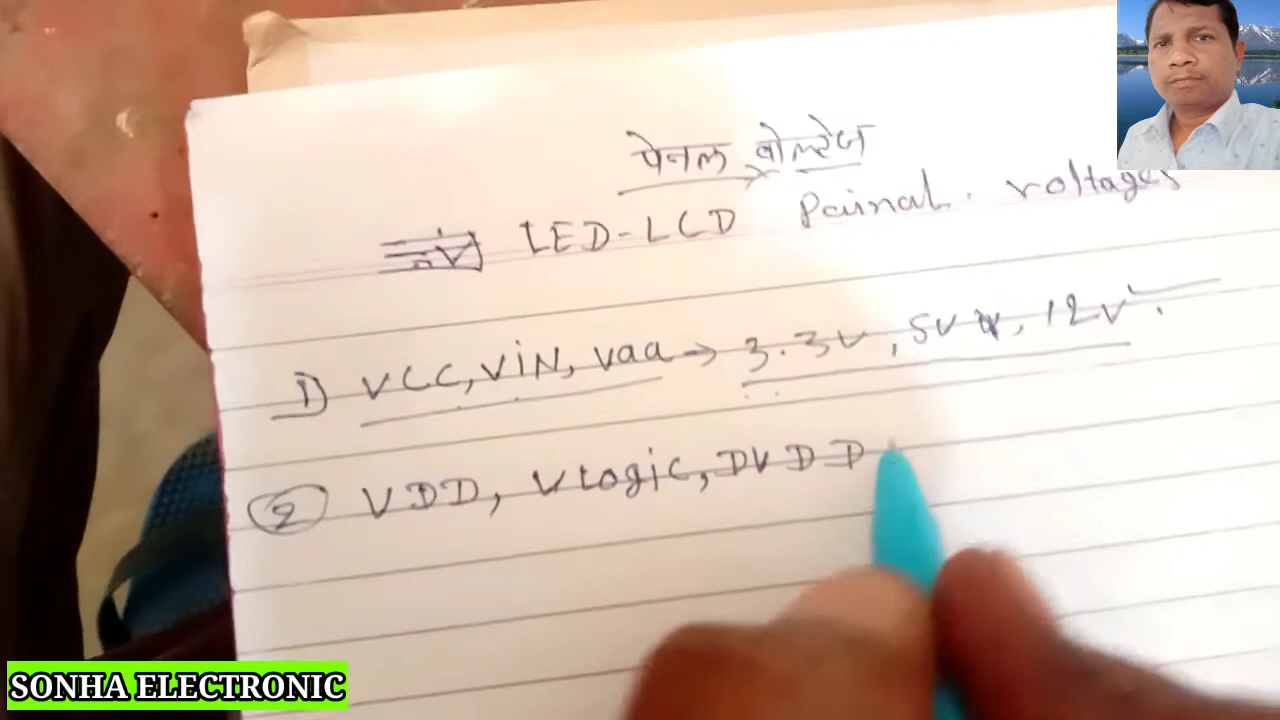 पेनल वोल्टेज
LED-LCD Painal. voltages
1) VCC, ViN, Vaa → 3.3V, 5V, 12V.
2 VDD, VLogic, DVDD
SONHA ELECTRONIC